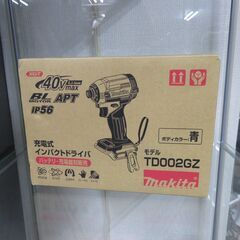 XGT
40Vmax
BL MOTOR
APT
IP56
ボディカラー: 青
充電式
インパクトドライバ
バッテリ・充電器別販売
モデル
TD002GZ
makita